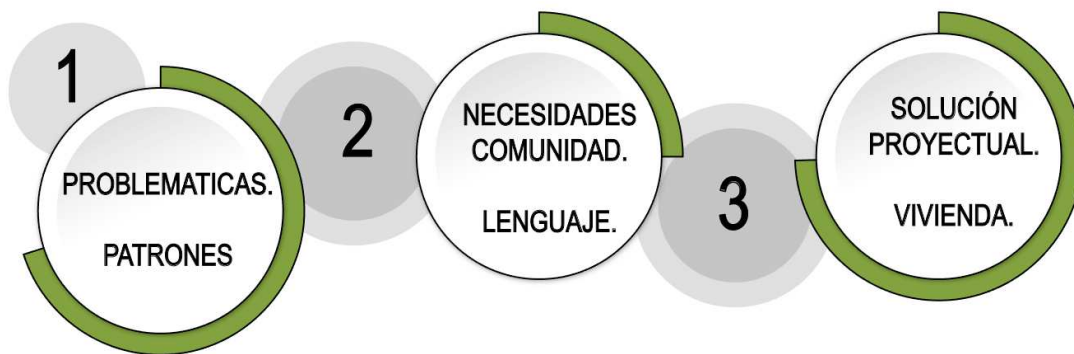 1
PROBLEMATICAS.
PATRONES
2
NECESIDADES
COMUNIDAD.
LENGUAJE.
3
SOLUCIÓN
PROYECTUAL.
VIVIENDA.